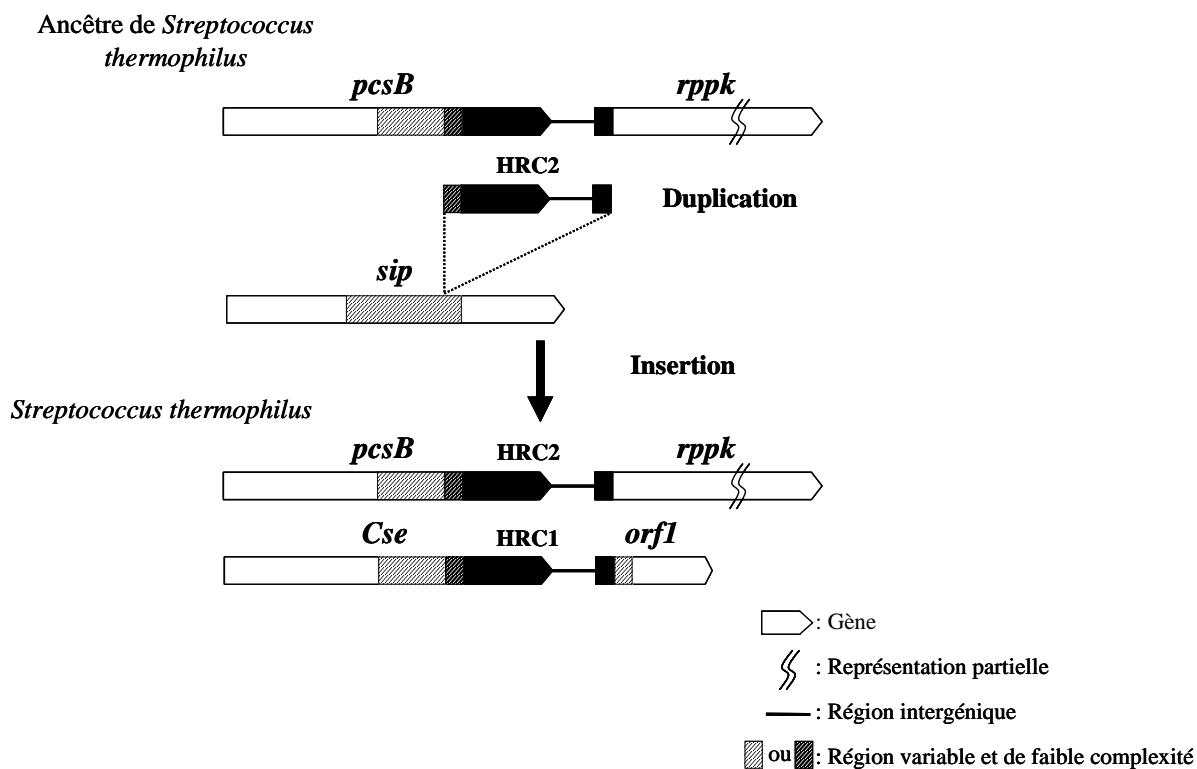 Ancêtre de Streptococcus
thermophilus
pcsB rppk
HRC2
Duplication
sip
Insertion
Streptococcus thermophilus
pcsB HRC2 rppk
Cse HRC1 orf1
: Gène
: Représentation partielle
: Région intergénique
ou : Région variable et de faible complexité